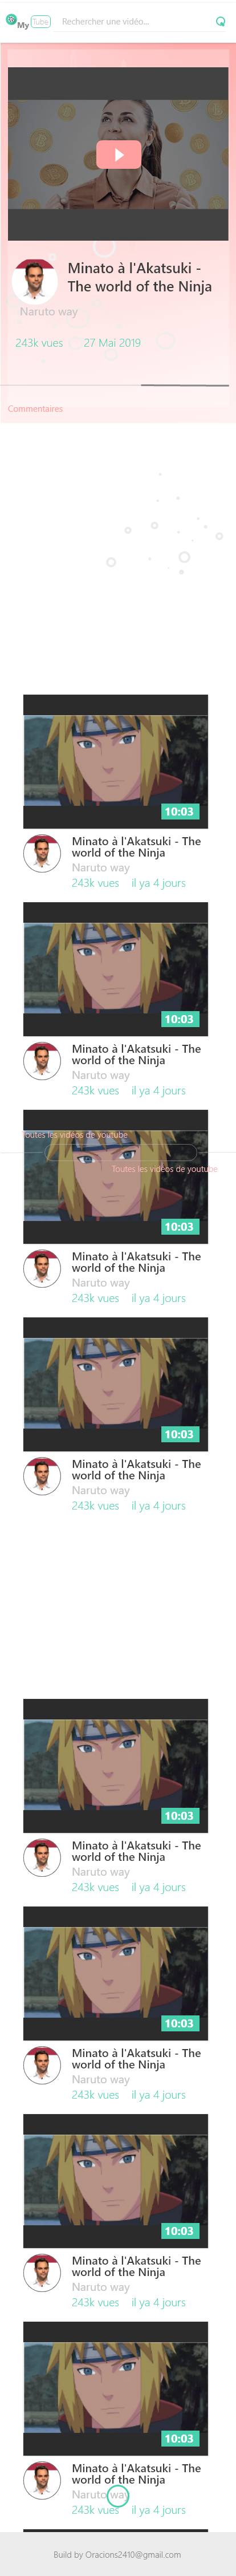 My Tube
Rechercher une vidéo...
Minato à l'Akatsuki -
The world of the Ninja
Naruto way
243k vues 27 Mai 2019
Commentaires
10:03
Minato à l'Akatsuki - The
world of the Ninja
Naruto way
243k vues il ya 4 jours
10:03
Minato à l'Akatsuki - The
world of the Ninja
Naruto way
243k vues il ya 4 jours
Toutes les vidéos de youtube
Toutes les vidéos de youtube
10:03
Minato à l'Akatsuki - The
world of the Ninja
Naruto way
243k vues il ya 4 jours
10:03
Minato à l'Akatsuki - The
world of the Ninja
Naruto way
243k vues il ya 4 jours
10:03
Minato à l'Akatsuki - The
world of the Ninja
Naruto way
243k vues il ya 4 jours
10:03
Minato à l'Akatsuki - The
world of the Ninja
Naruto way
243k vues il ya 4 jours
10:03
Minato à l'Akatsuki - The
world of the Ninja
Naruto way
243k vues il ya 4 jours
10:03
Minato à l'Akatsuki - The
world of the Ninja
Naruto way
243k vues il ya 4 jours
Build by Oracions2410@gmail.com